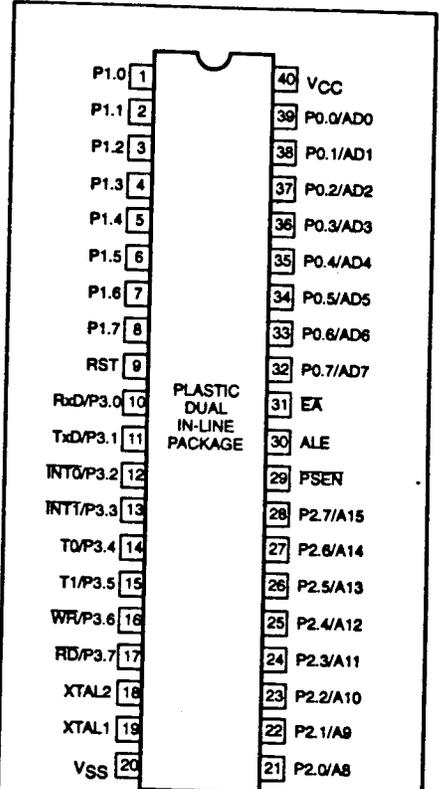 P1.0 1
P1.1 2
P1.2 3
P1.3 4
P1.4 5
P1.5 6
P1.6 7
P1.7 8
RST 9
RxD/P3.0 10
TxD/P3.1 11
INT0/P3.2 12
INT1/P3.3 13
T0/P3.4 14
T1/P3.5 15
WR/P3.6 16
RD/P3.7 17
XTAL2 18
XTAL1 19
VSS 20
PLASTIC
DUAL
IN-LINE
PACKAGE
40 VCC
39 P0.0/AD0
38 P0.1/AD1
37 P0.2/AD2
36 P0.3/AD3
35 P0.4/AD4
34 P0.5/AD5
33 P0.6/AD6
32 P0.7/AD7
31 EA
30 ALE
29 PSEN
28 P2.7/A15
27 P2.6/A14
26 P2.5/A13
25 P2.4/A12
24 P2.3/A11
23 P2.2/A10
22 P2.1/A9
21 P2.0/A8